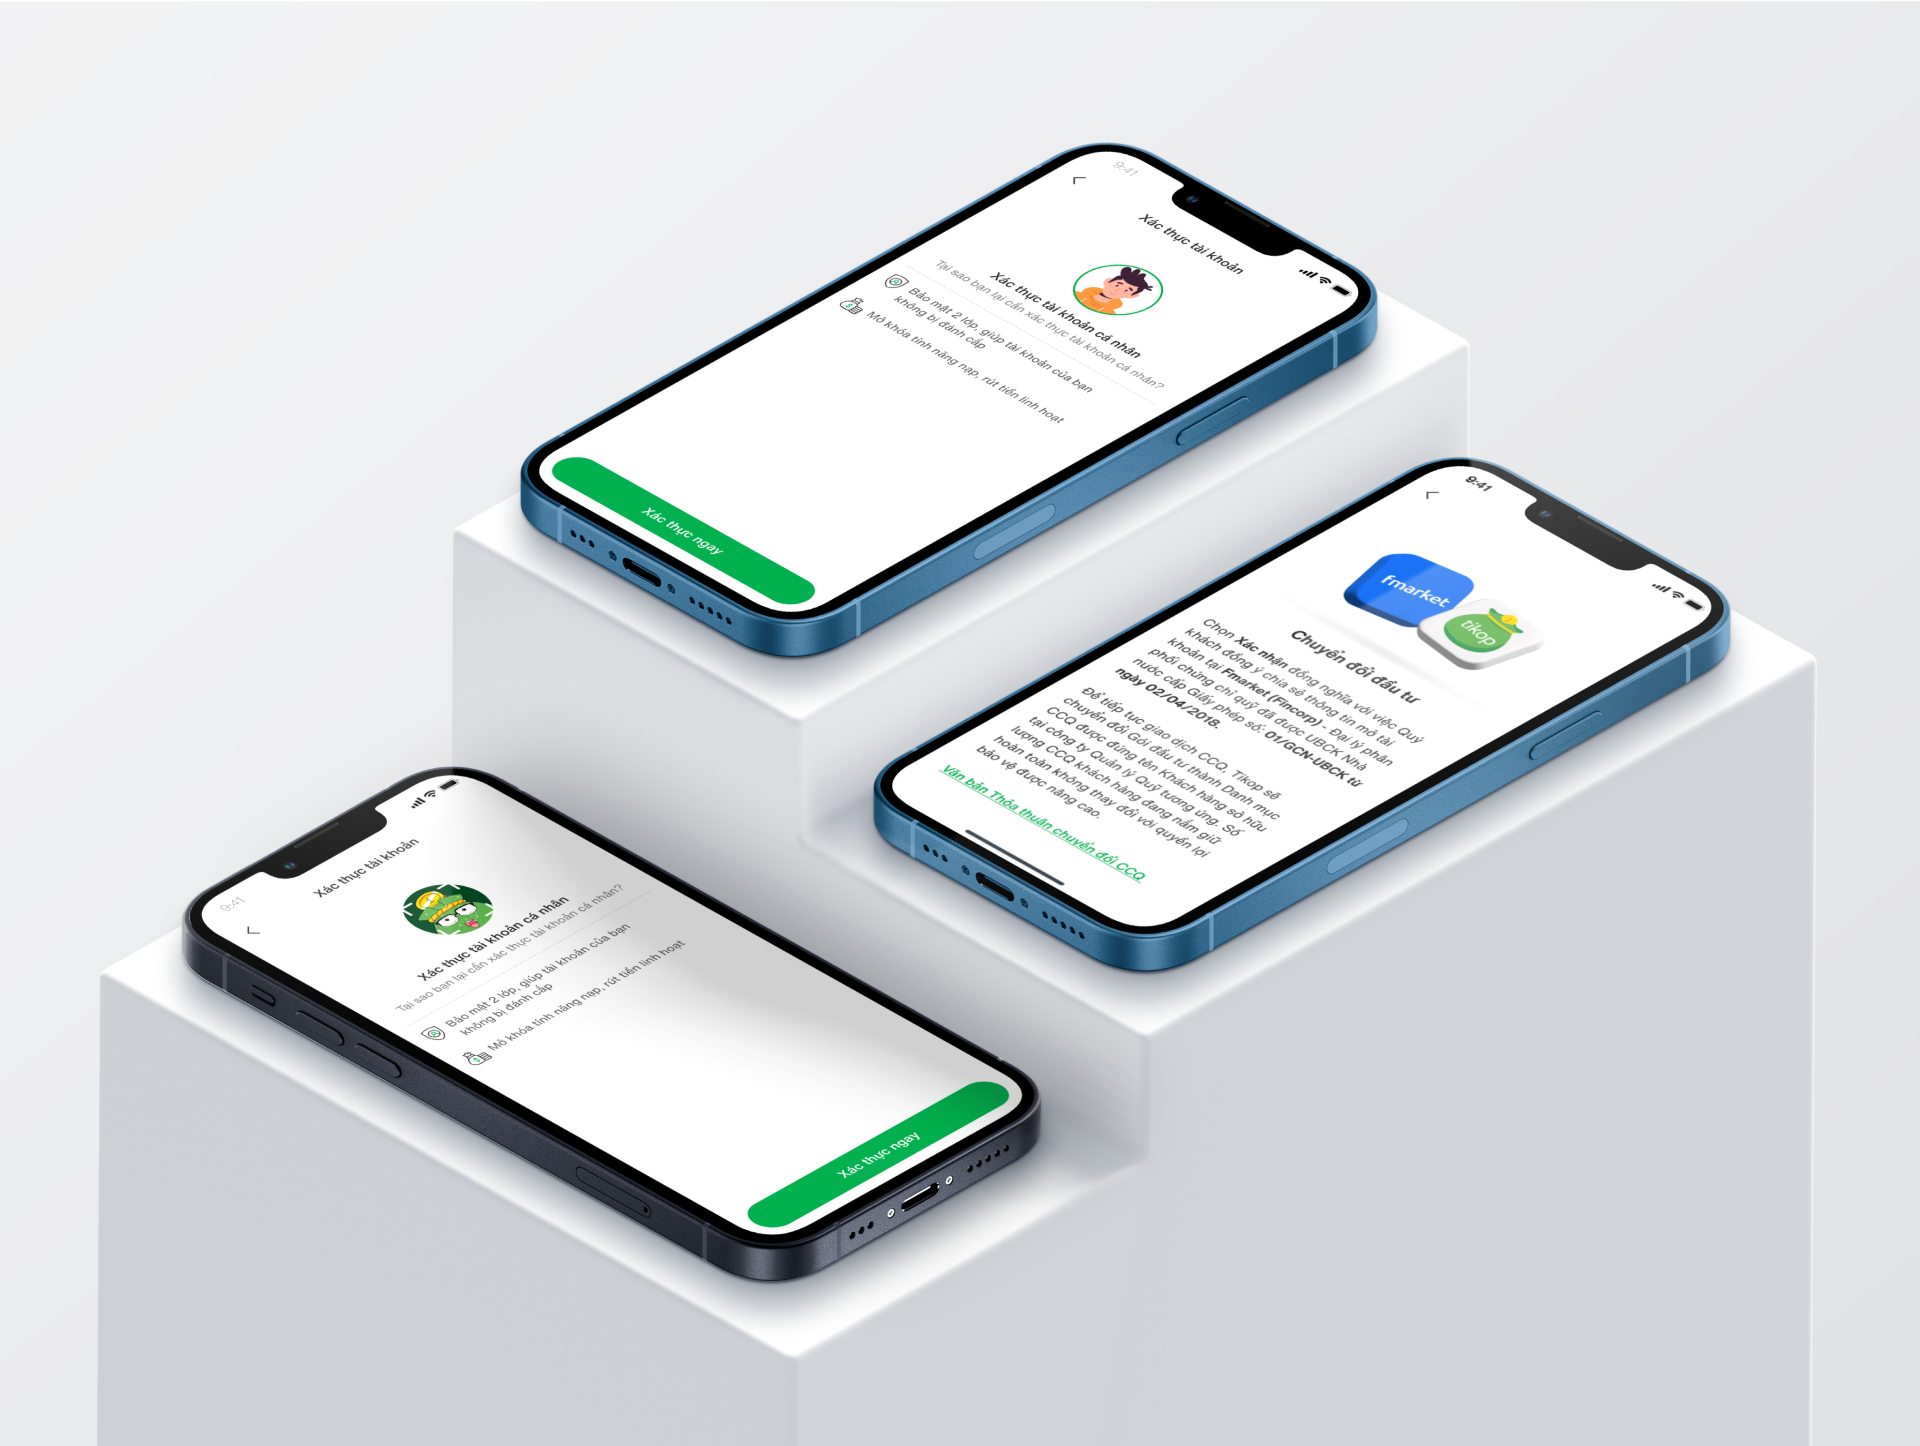 9:41
Xác thực tài khoản
Xác thực tài khoản cá nhân
Tại sao bạn lại cần xác thực tài khoản cá nhân?
Bảo mật 2 lớp, giúp tài khoản của bạn
không bị đánh cắp
Mở khóa tính năng nạp, rút tiền linh hoạt
Xác thực ngay
9:41
fmarket
tikop
Chuyển đổi đầu tư
Chọn Xác nhận đồng nghĩa với việc Quý
khách đồng ý chia sẻ thông tin mở tài
khoản tại Fmarket (Fincorp) - Đại lý phân
phối chứng chỉ quỹ đã được UBCK Nhà
nước cấp Giấy phép số: 01/GCN-UBCK từ
ngày 02/04/2018.
Để tiếp tục giao dịch CCQ, Tikop sẽ
chuyển đổi Gói đầu tư thành Danh mục
CCQ được đứng tên Khách hàng sở hữu
tại công ty Quản lý Quỹ tương ứng. Số
lượng CCQ khách hàng đang nắm giữ
hoàn toàn không thay đổi với quyền lợi
bảo vệ được nâng cao.
Văn bản Thỏa thuận chuyển đổi CCQ
9:41
Xác thực tài khoản
Xác thực tài khoản cá nhân
Tại sao bạn lại cần xác thực tài khoản cá nhân?
Bảo mật 2 lớp, giúp tài khoản của bạn
không bị đánh cắp
Mở khóa tính năng nạp, rút tiền linh hoạt
Xác thực ngay